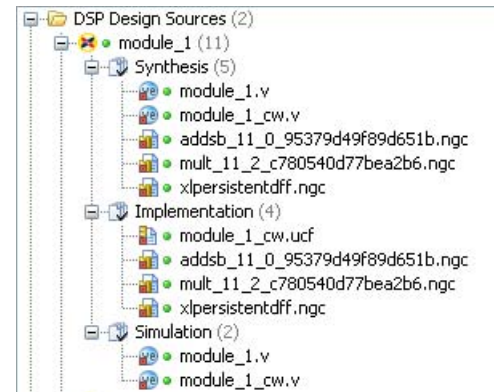 DSP Design Sources (2)
module_1 (11)
Synthesis (5)
module_1.v
module_1_cw.v
addsb_11_0_95379d49f89d651b.ngc
mult_11_2_c780540d77bea2b6.ngc
xlpersistentdff.ngc
Implementation (4)
module_1_cw.ucf
addsb_11_0_95379d49f89d651b.ngc
mult_11_2_c780540d77bea2b6.ngc
xlpersistentdff.ngc
Simulation (2)
module_1.v
module_1_cw.v